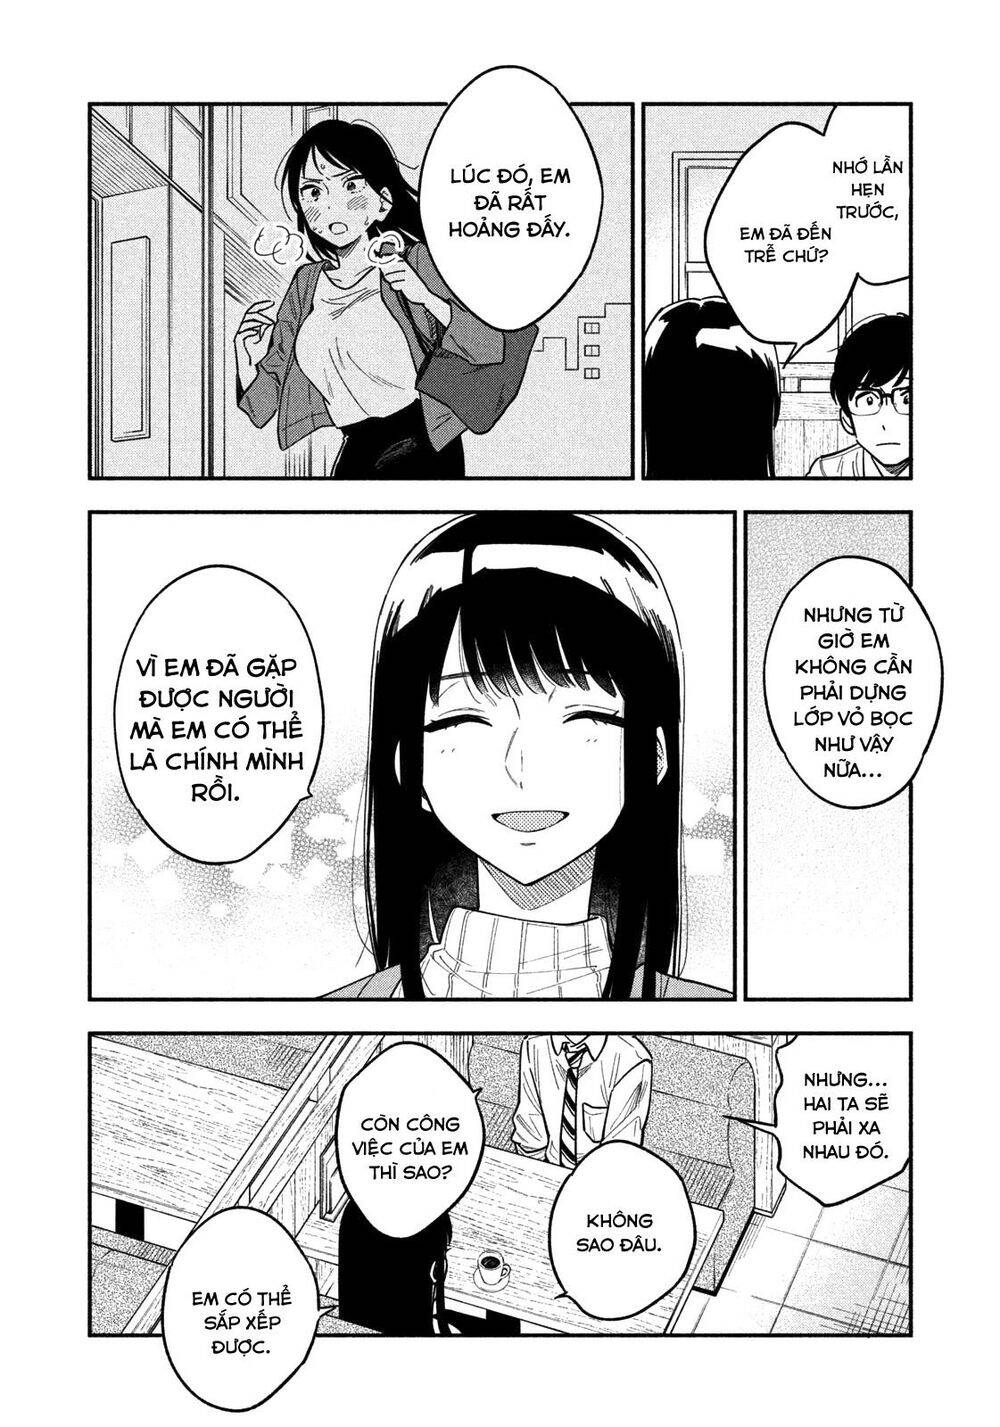 NHỚ LẦN
HẸN
TRƯỚC,
EM ĐÃ ĐẾN
TRỄ CHỨ?
LÚC ĐÓ, EM
ĐÃ RẤT
HOẢNG ĐẤY.
NHƯNG TỪ
GIỜ EM
KHÔNG CẦN
PHẢI DỰNG
LỚP VỎ BỌC
NHƯ VẬY
NỮA...
VÌ EM ĐÃ GẶP
ĐƯỢC NGƯỜI
MÀ EM CÓ THỂ
LÀ CHÍNH MÌNH
RỒI.
NHƯNG...
HAI TA SẼ
PHẢI XA
NHAU ĐÓ.
KHÔNG
SAO ĐÂU.
CÒN CÔNG
VIỆC CỦA EM
THÌ SAO?
EM CÓ THỂ
SẮP XẾP
ĐƯỢC.